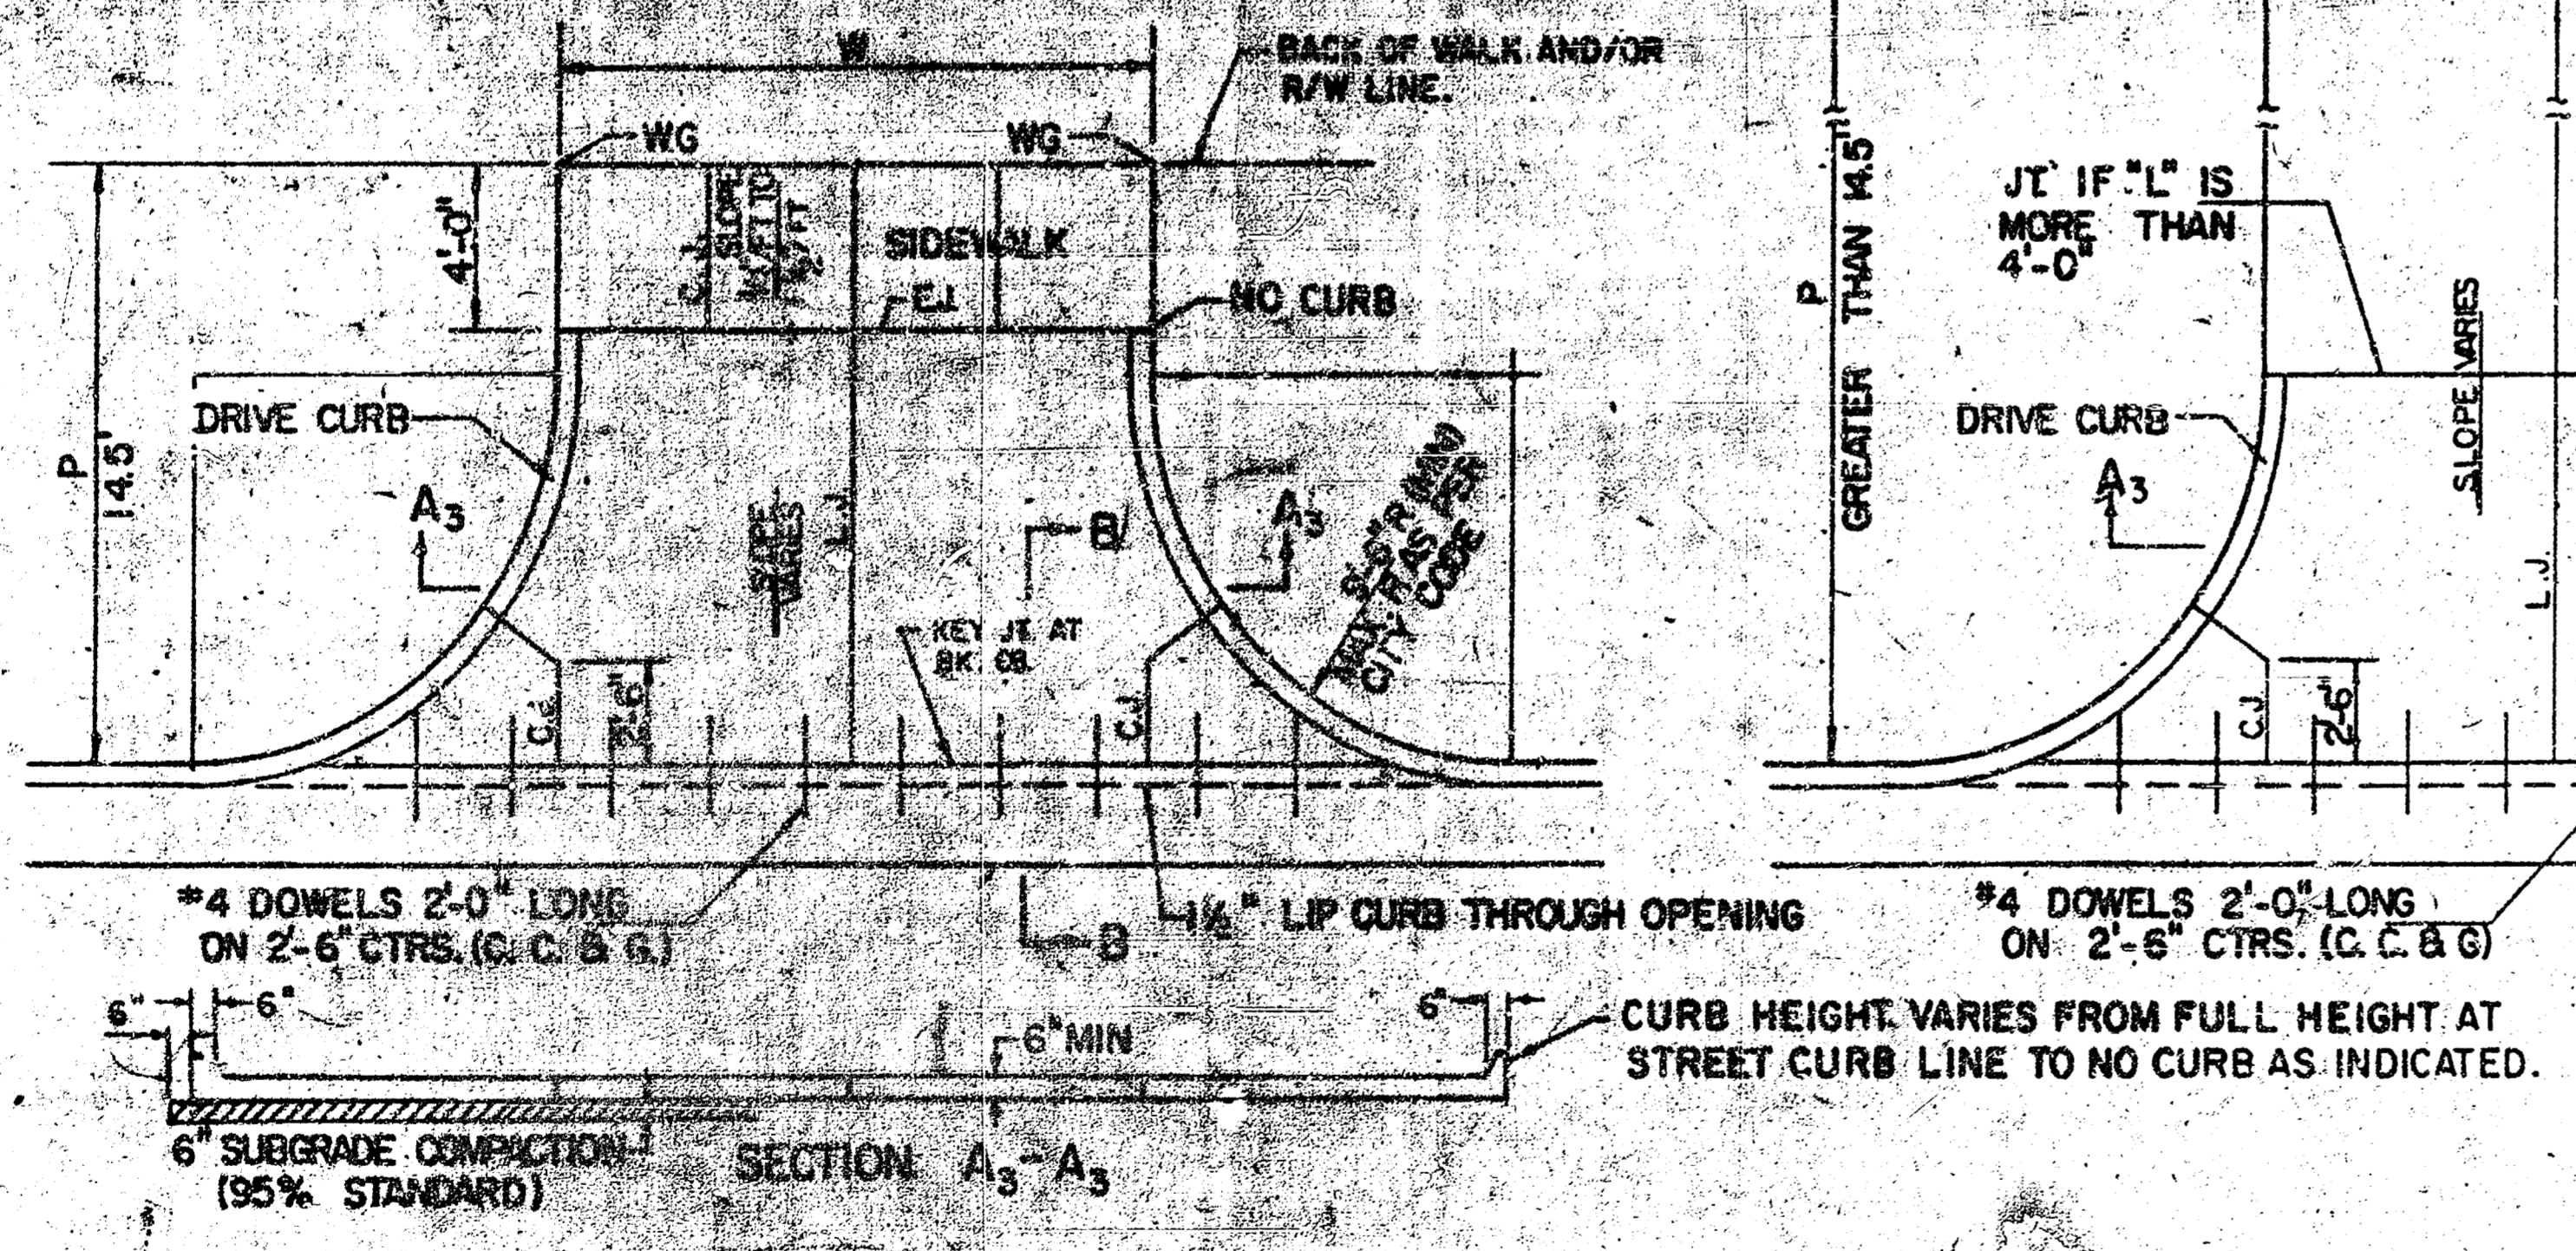 W
BACK OF WALK AND/OR
R/W LINE.
WG
WG
4'-0"
SLOPE
SIDEWALK
E.J.
NO CURB
DRIVE CURB
P
14.5'
A3
VARIES
L.J.
B
A3
CITY CODE
KEY JT. AT
BK. CB.
C.J.
2'-6"
C.J.
#4 DOWELS 2'-0" LONG
ON 2'-6" CTRS. (C. C. & G.)
B
1½" LIP CURB THROUGH OPENING
6"
6"
6" MIN
6"
CURB HEIGHT VARIES FROM FULL HEIGHT AT
STREET CURB LINE TO NO CURB AS INDICATED.
6" SUBGRADE COMPACTION
(95% STANDARD)
SECTION A3-A3
P
GREATER THAN 14.5'
JT. IF "L" IS
MORE THAN
4'-0"
DRIVE CURB
A3
SLOPE VARIES
L.J.
C.J.
2'-6"
#4 DOWELS 2'-0" LONG
ON 2'-6" CTRS. (C. C. & G)